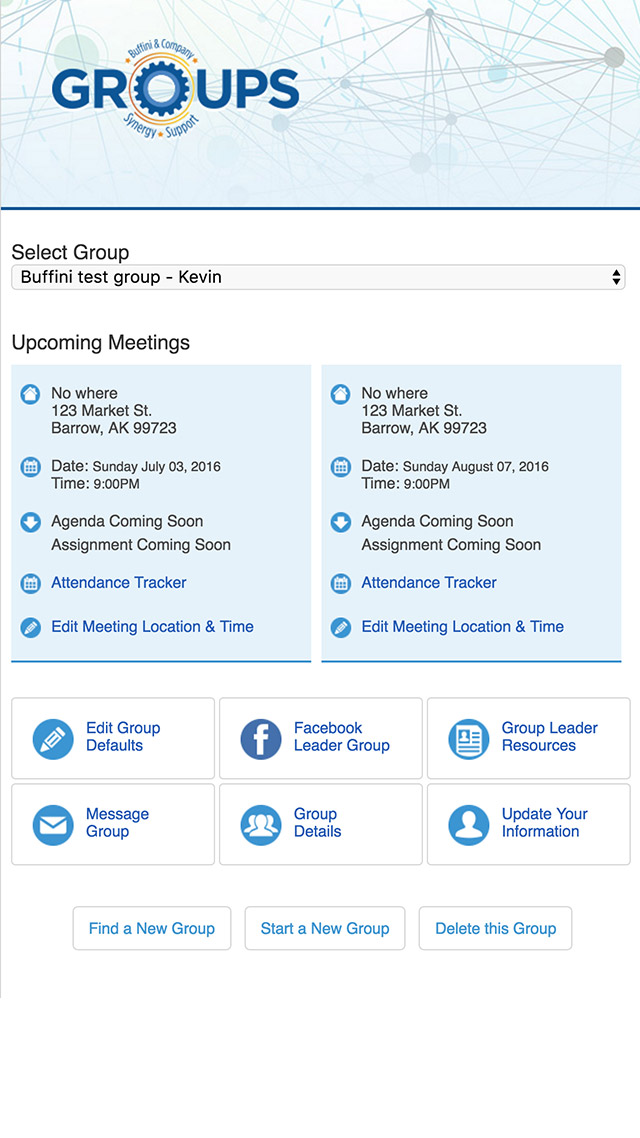 Buffini & Company
GROUPS
Synergy ★ Support
Select Group
Buffini test group - Kevin
Upcoming Meetings
No where
123 Market St.
Barrow, AK 99723
Date: Sunday July 03, 2016
Time: 9:00PM
Agenda Coming Soon
Assignment Coming Soon
Attendance Tracker
Edit Meeting Location & Time
No where
123 Market St.
Barrow, AK 99723
Date: Sunday August 07, 2016
Time: 9:00PM
Agenda Coming Soon
Assignment Coming Soon
Attendance Tracker
Edit Meeting Location & Time
Edit Group
Defaults
Facebook
Leader Group
Group Leader
Resources
Message
Group
Group
Details
Update Your
Information
Find a New Group
Start a New Group
Delete this Group